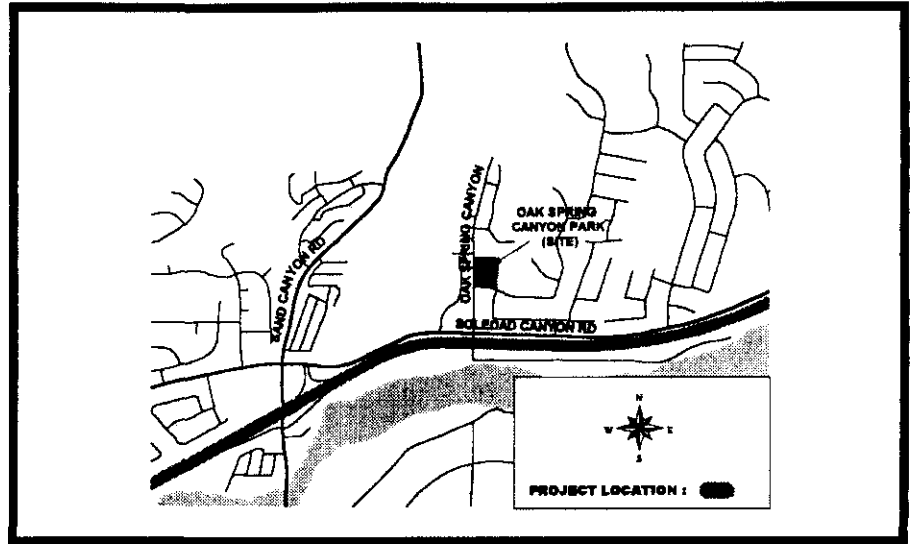 OAK SPRING CANYON
OAK SPRING
CANYON PARK
(SITE)
SAND CANYON RD
SOLEDAD CANYON RD
N
W E
S
PROJECT LOCATION :